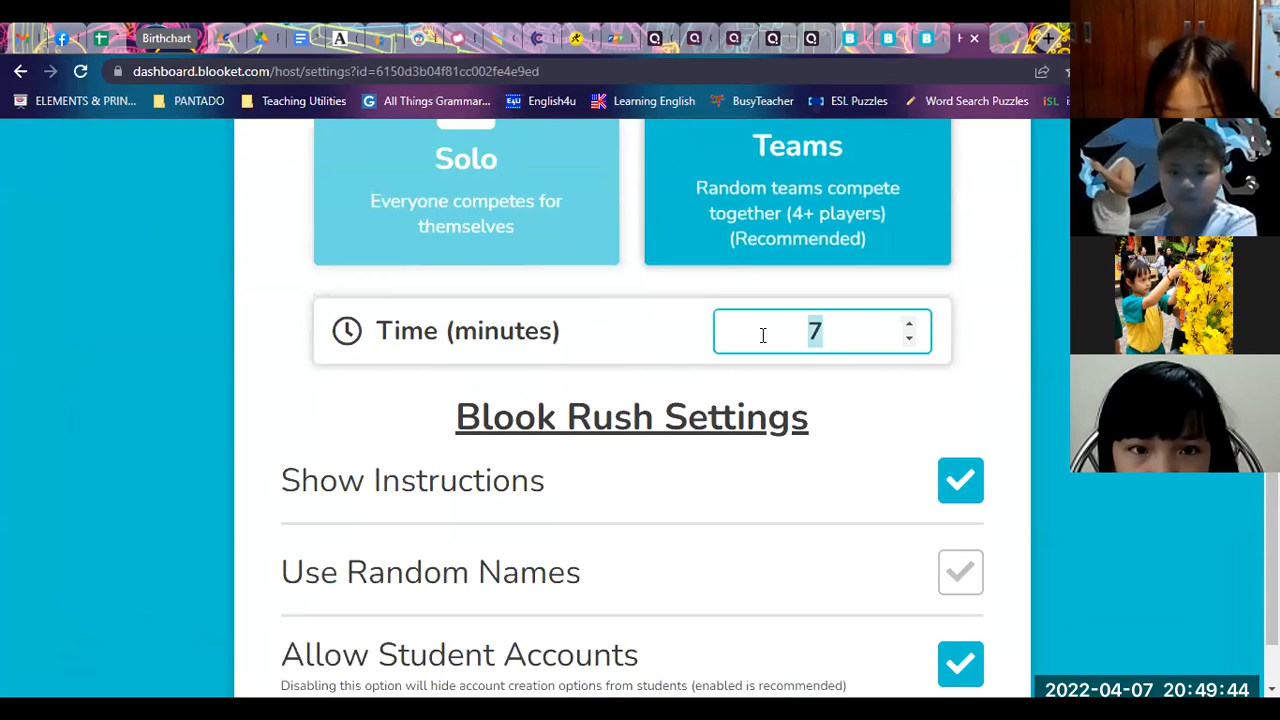 Birthchart
dashboard.blooket.com/host/settings?id=6150d3b04f81cc002fe4e9ed
ELEMENTS & PRIN... PANTADO Teaching Utilities All Things Grammar... English4u Learning English BusyTeacher ESL Puzzles Word Search Puzzles iSL
Solo
Everyone competes for
themselves
Teams
Random teams compete
together (4+ players)
(Recommended)
Time (minutes) 7
Blook Rush Settings
Show Instructions
Use Random Names
Allow Student Accounts
Disabling this option will hide account creation options from students (enabled is recommended)
2022-04-07 20:49:44